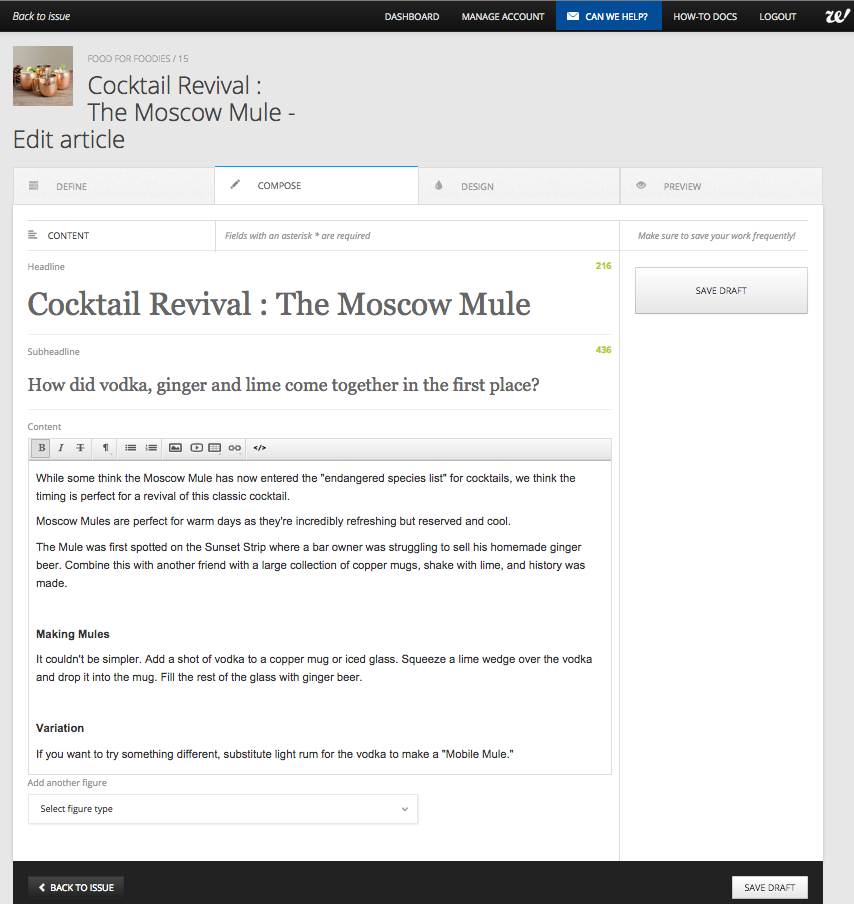 Back to issue
DASHBOARD
MANAGE ACCOUNT
CAN WE HELP?
HOW-TO DOCS
LOGOUT
FOOD FOR FOODIES / 15
Cocktail Revival :
The Moscow Mule -
Edit article
DEFINE
COMPOSE
DESIGN
PREVIEW
CONTENT
Fields with an asterisk * are required
Make sure to save your work frequently!
Headline
216
SAVE DRAFT
Cocktail Revival : The Moscow Mule
Subheadline
436
How did vodka, ginger and lime come together in the first place?
Content
B I T ¶ </>
While some think the Moscow Mule has now entered the "endangered species list" for cocktails, we think the
timing is perfect for a revival of this classic cocktail.
Moscow Mules are perfect for warm days as they're incredibly refreshing but reserved and cool.
The Mule was first spotted on the Sunset Strip where a bar owner was struggling to sell his homemade ginger
beer. Combine this with another friend with a large collection of copper mugs, shake with lime, and history was
made.
Making Mules
It couldn't be simpler. Add a shot of vodka to a copper mug or iced glass. Squeeze a lime wedge over the vodka
and drop it into the mug. Fill the rest of the glass with ginger beer.
Variation
If you want to try something different, substitute light rum for the vodka to make a "Mobile Mule."
Add another figure
Select figure type
BACK TO ISSUE
SAVE DRAFT